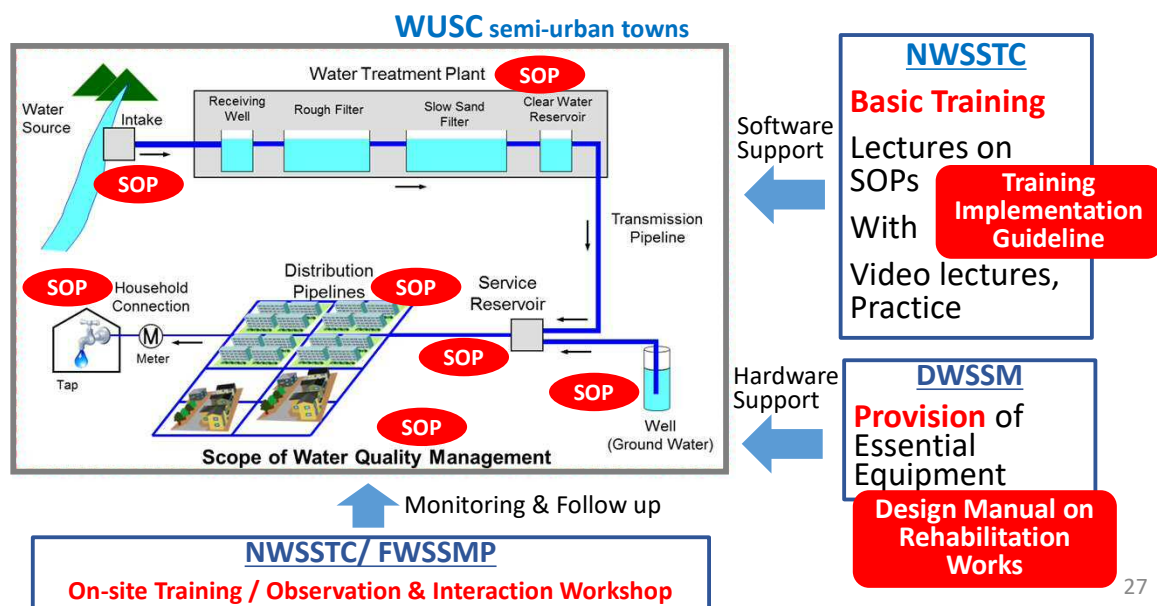 WUSC semi-urban towns
Water Treatment Plant
SOP
Water
Source
Intake
Receiving
Well
Rough Filter
Slow Sand
Filter
Clear Water
Reservoir
SOP
Transmission
Pipeline
SOP
Household
Connection
Distribution
Pipelines
SOP
Service
Reservoir
M
Meter
Tap
SOP
SOP
Well
(Ground Water)
SOP
Scope of Water Quality Management
Software
Support
NWSSTC
Basic Training
Lectures on
SOPs
With
Video lectures,
Practice
Training
Implementation
Guideline
Hardware
Support
DWSSM
Provision of
Essential
Equipment
Design Manual on
Rehabilitation
Works
Monitoring & Follow up
NWSSTC/ FWSSMP
On-site Training / Observation & Interaction Workshop
27